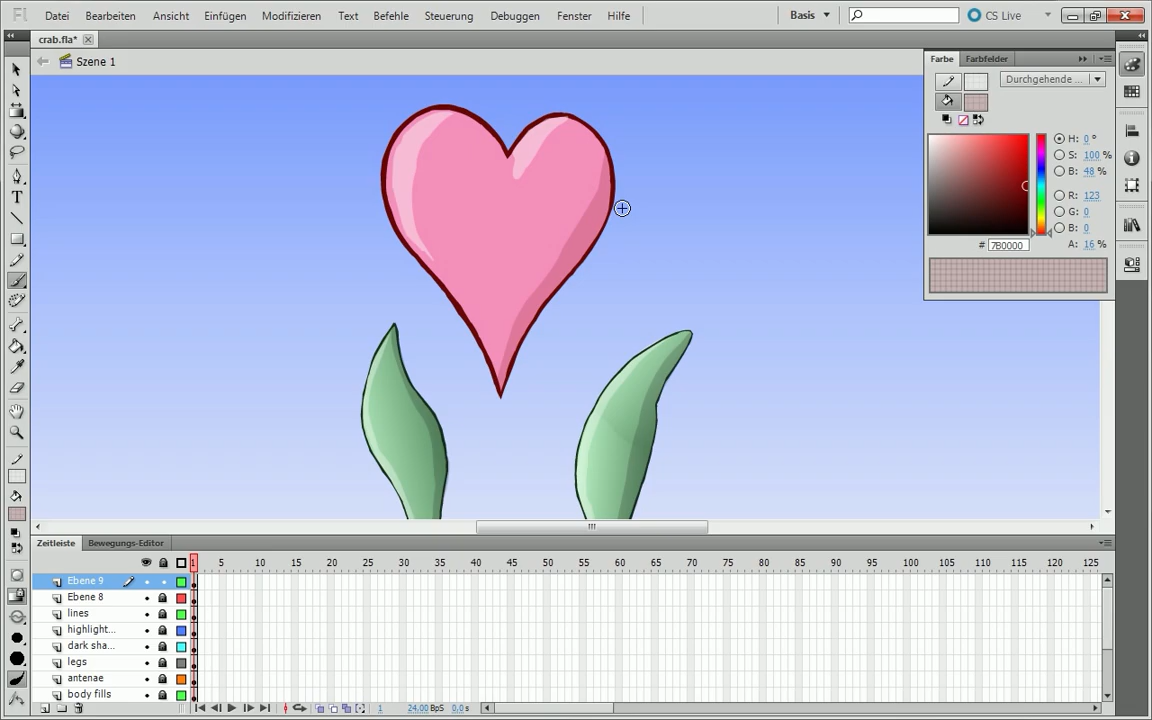 Fl Datei Bearbeiten Ansicht Einfügen Modifizieren Text Befehle Steuerung Debuggen Fenster Hilfe Basis CS Live
crab.fla*
Szene 1
Farbe Farbfelder
Durchgehende ...
H: 0 °
S: 100 %
B: 48 %
R: 123
G: 0
B: 0
# 7B0000 A: 16 %
Zeitleiste Bewegungs-Editor
1 5 10 15 20 25 30 35 40 45 50 55 60 65 70 75 80 85 90 95 100 105 110 115 120 125
Ebene 9
Ebene 8
lines
highlight...
dark sha...
legs
antenae
body fills
1 24.00 BpS 0.0 s